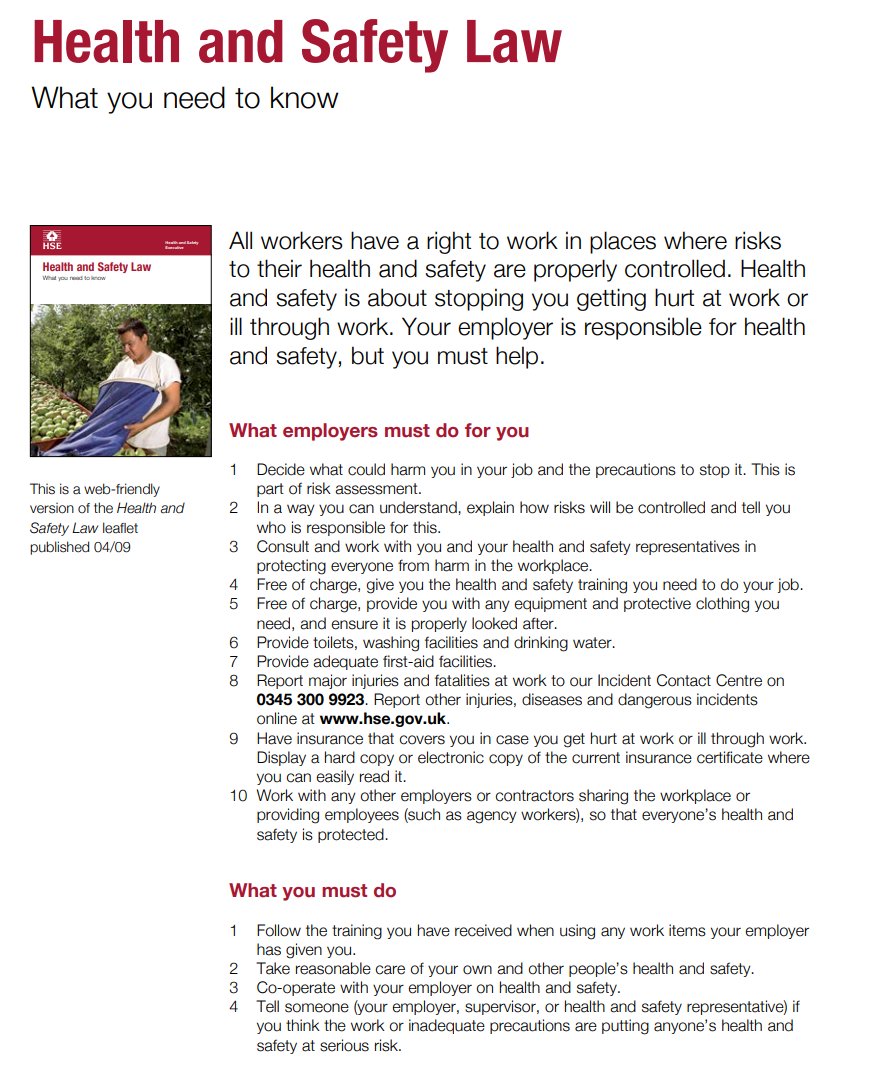 Health and Safety Law
What you need to know
HSE
Health and Safety
Executive
Health and Safety Law
What you need to know
This is a web-friendly
version of the Health and
Safety Law leaflet
published 04/09
All workers have a right to work in places where risks
to their health and safety are properly controlled. Health
and safety is about stopping you getting hurt at work or
ill through work. Your employer is responsible for health
and safety, but you must help.
What employers must do for you
1 Decide what could harm you in your job and the precautions to stop it. This is
part of risk assessment.
2 In a way you can understand, explain how risks will be controlled and tell you
who is responsible for this.
3 Consult and work with you and your health and safety representatives in
protecting everyone from harm in the workplace.
4 Free of charge, give you the health and safety training you need to do your job.
5 Free of charge, provide you with any equipment and protective clothing you
need, and ensure it is properly looked after.
6 Provide toilets, washing facilities and drinking water.
7 Provide adequate first-aid facilities.
8 Report major injuries and fatalities at work to our Incident Contact Centre on
0345 300 9923. Report other injuries, diseases and dangerous incidents
online at www.hse.gov.uk.
9 Have insurance that covers you in case you get hurt at work or ill through work.
Display a hard copy or electronic copy of the current insurance certificate where
you can easily read it.
10 Work with any other employers or contractors sharing the workplace or
providing employees (such as agency workers), so that everyone's health and
safety is protected.
What you must do
1 Follow the training you have received when using any work items your employer
has given you.
2 Take reasonable care of your own and other people's health and safety.
3 Co-operate with your employer on health and safety.
4 Tell someone (your employer, supervisor, or health and safety representative) if
you think the work or inadequate precautions are putting anyone's health and
safety at serious risk.